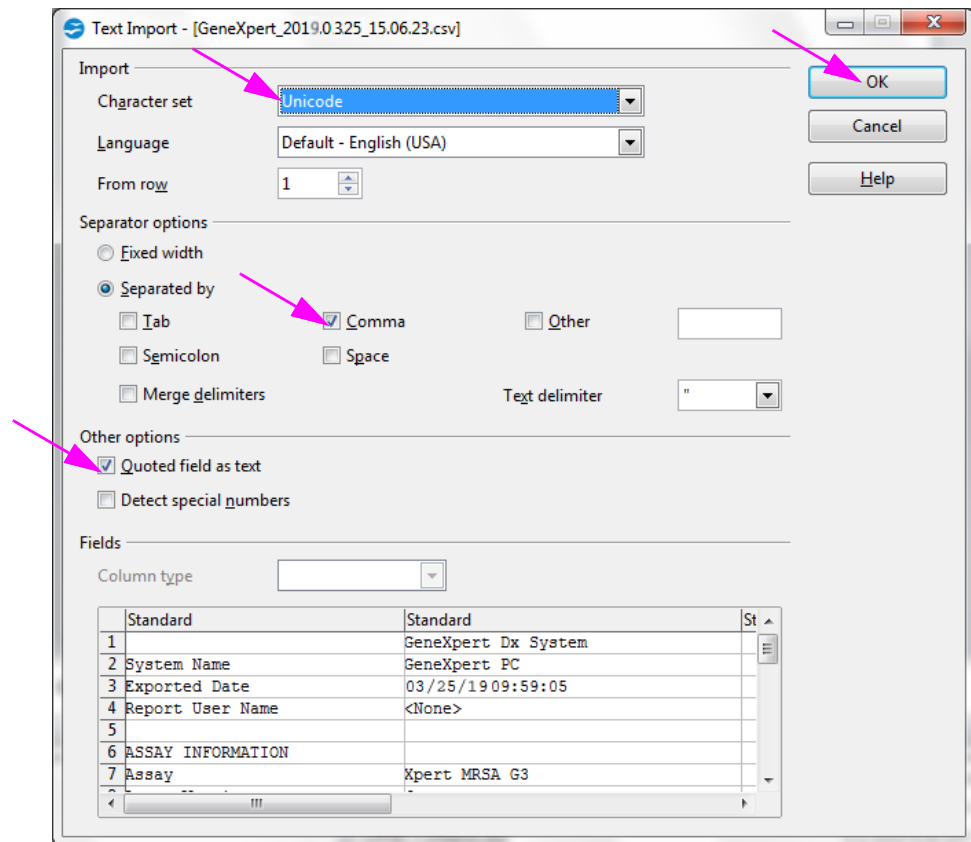 Text Import - [GeneXpert_2019.0325_15.06.23.csv]
Import
OK
Character set
Unicode
Cancel
Language
Default - English (USA)
From row
1
Help
Separator options
Fixed width
Separated by
Tab
Comma
Other
Semicolon
Space
Merge delimiters
Text delimiter
"
Other options
Quoted field as text
Detect special numbers
Fields
Column type
Standard Standard St
1 GeneXpert Dx System
2 System Name GeneXpert PC
3 Exported Date 03/25/19 09:59:05
4 Report User Name <None>
5
6 ASSAY INFORMATION
7 Assay Xpert MRSA G3